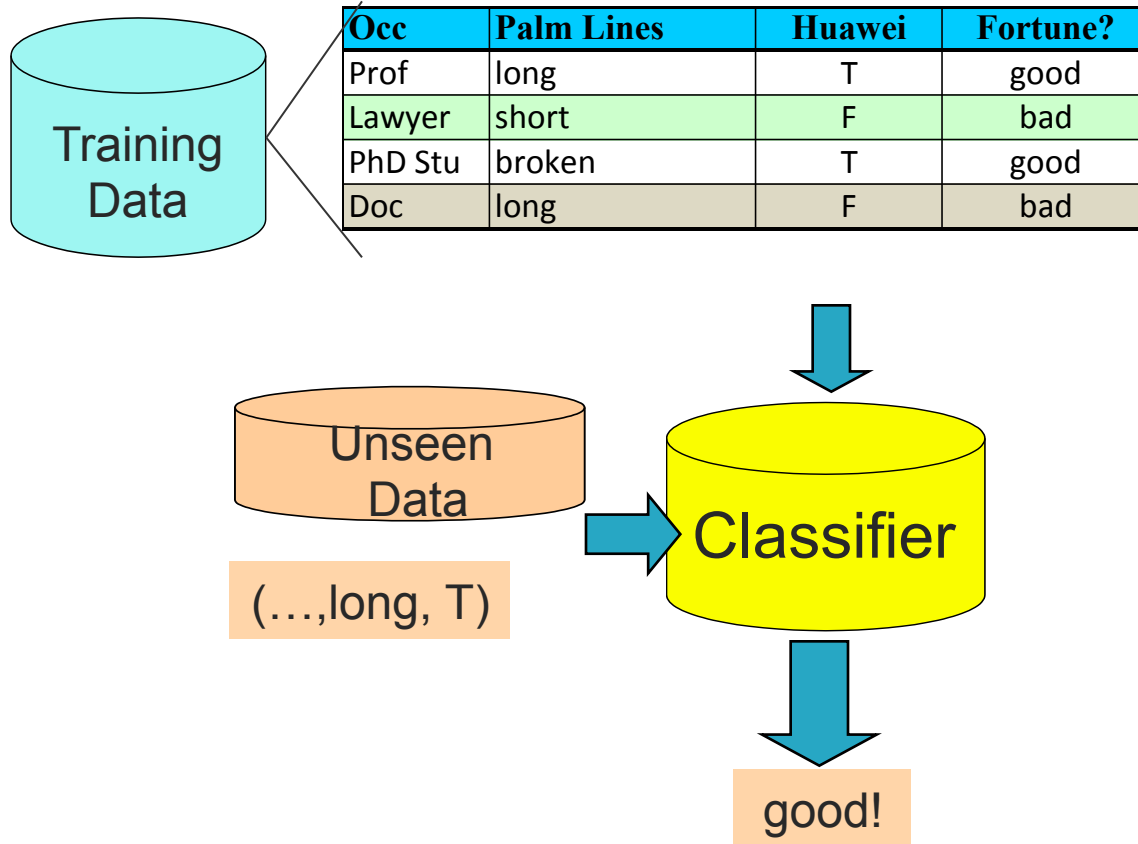 Training
Data
Occ Palm Lines Huawei Fortune?
Prof long T good
Lawyer short F bad
PhD Stu broken T good
Doc long F bad
Unseen
Data
(…,long, T)
Classifier
good!